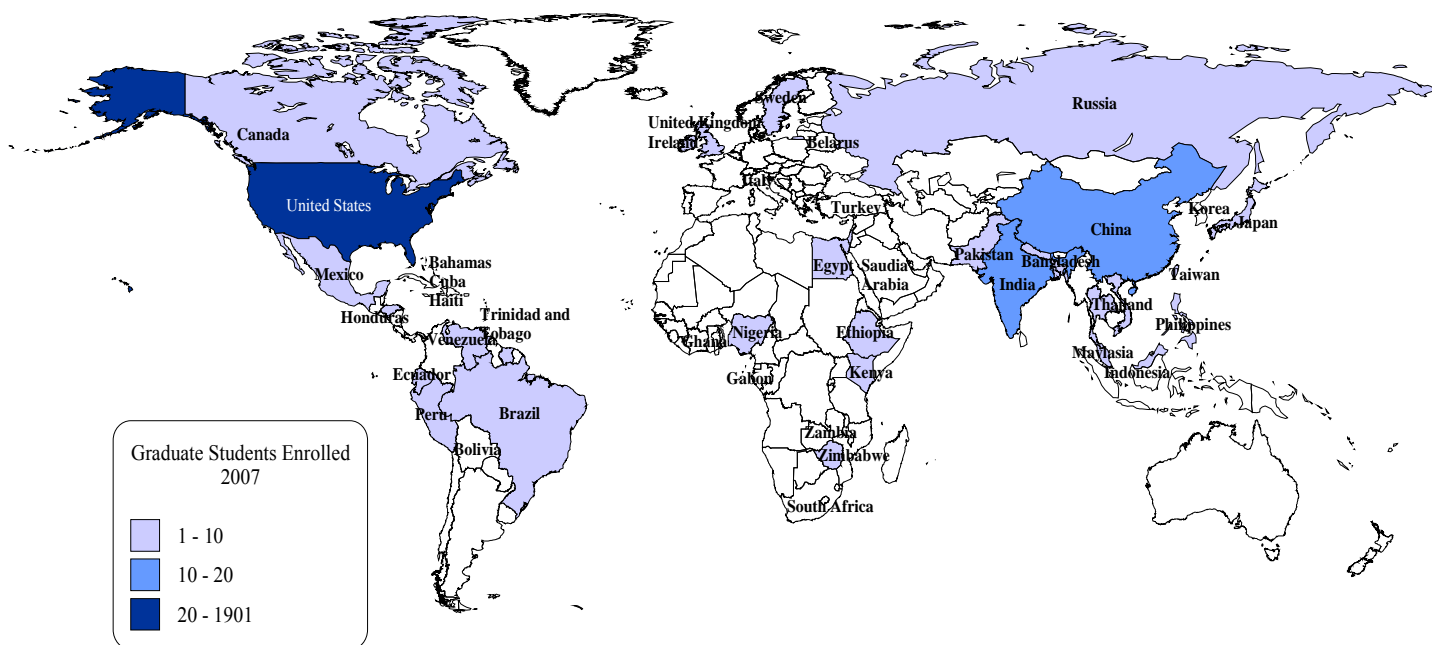 Sweden
Russia
United Kingdom
Canada
Ireland
Belarus
Italy
United States
Turkey
Korea
Japan
China
Pakistan
Bangladesh
Bahamas
Egypt
Saudia
Arabia
Taiwan
Mexico
Cuba
India
Haiti
Thailand
Honduras
Trinidad and
Tobago
Philippines
Venezuela
Ghana
Nigeria
Ethiopia
Maylasia
Ecuador
Gabon
Kenya
Indonesia
Peru
Brazil
Zambia
Bolivia
Zimbabwe
South Africa
Graduate Students Enrolled
2007
1 - 10
10 - 20
20 - 1901